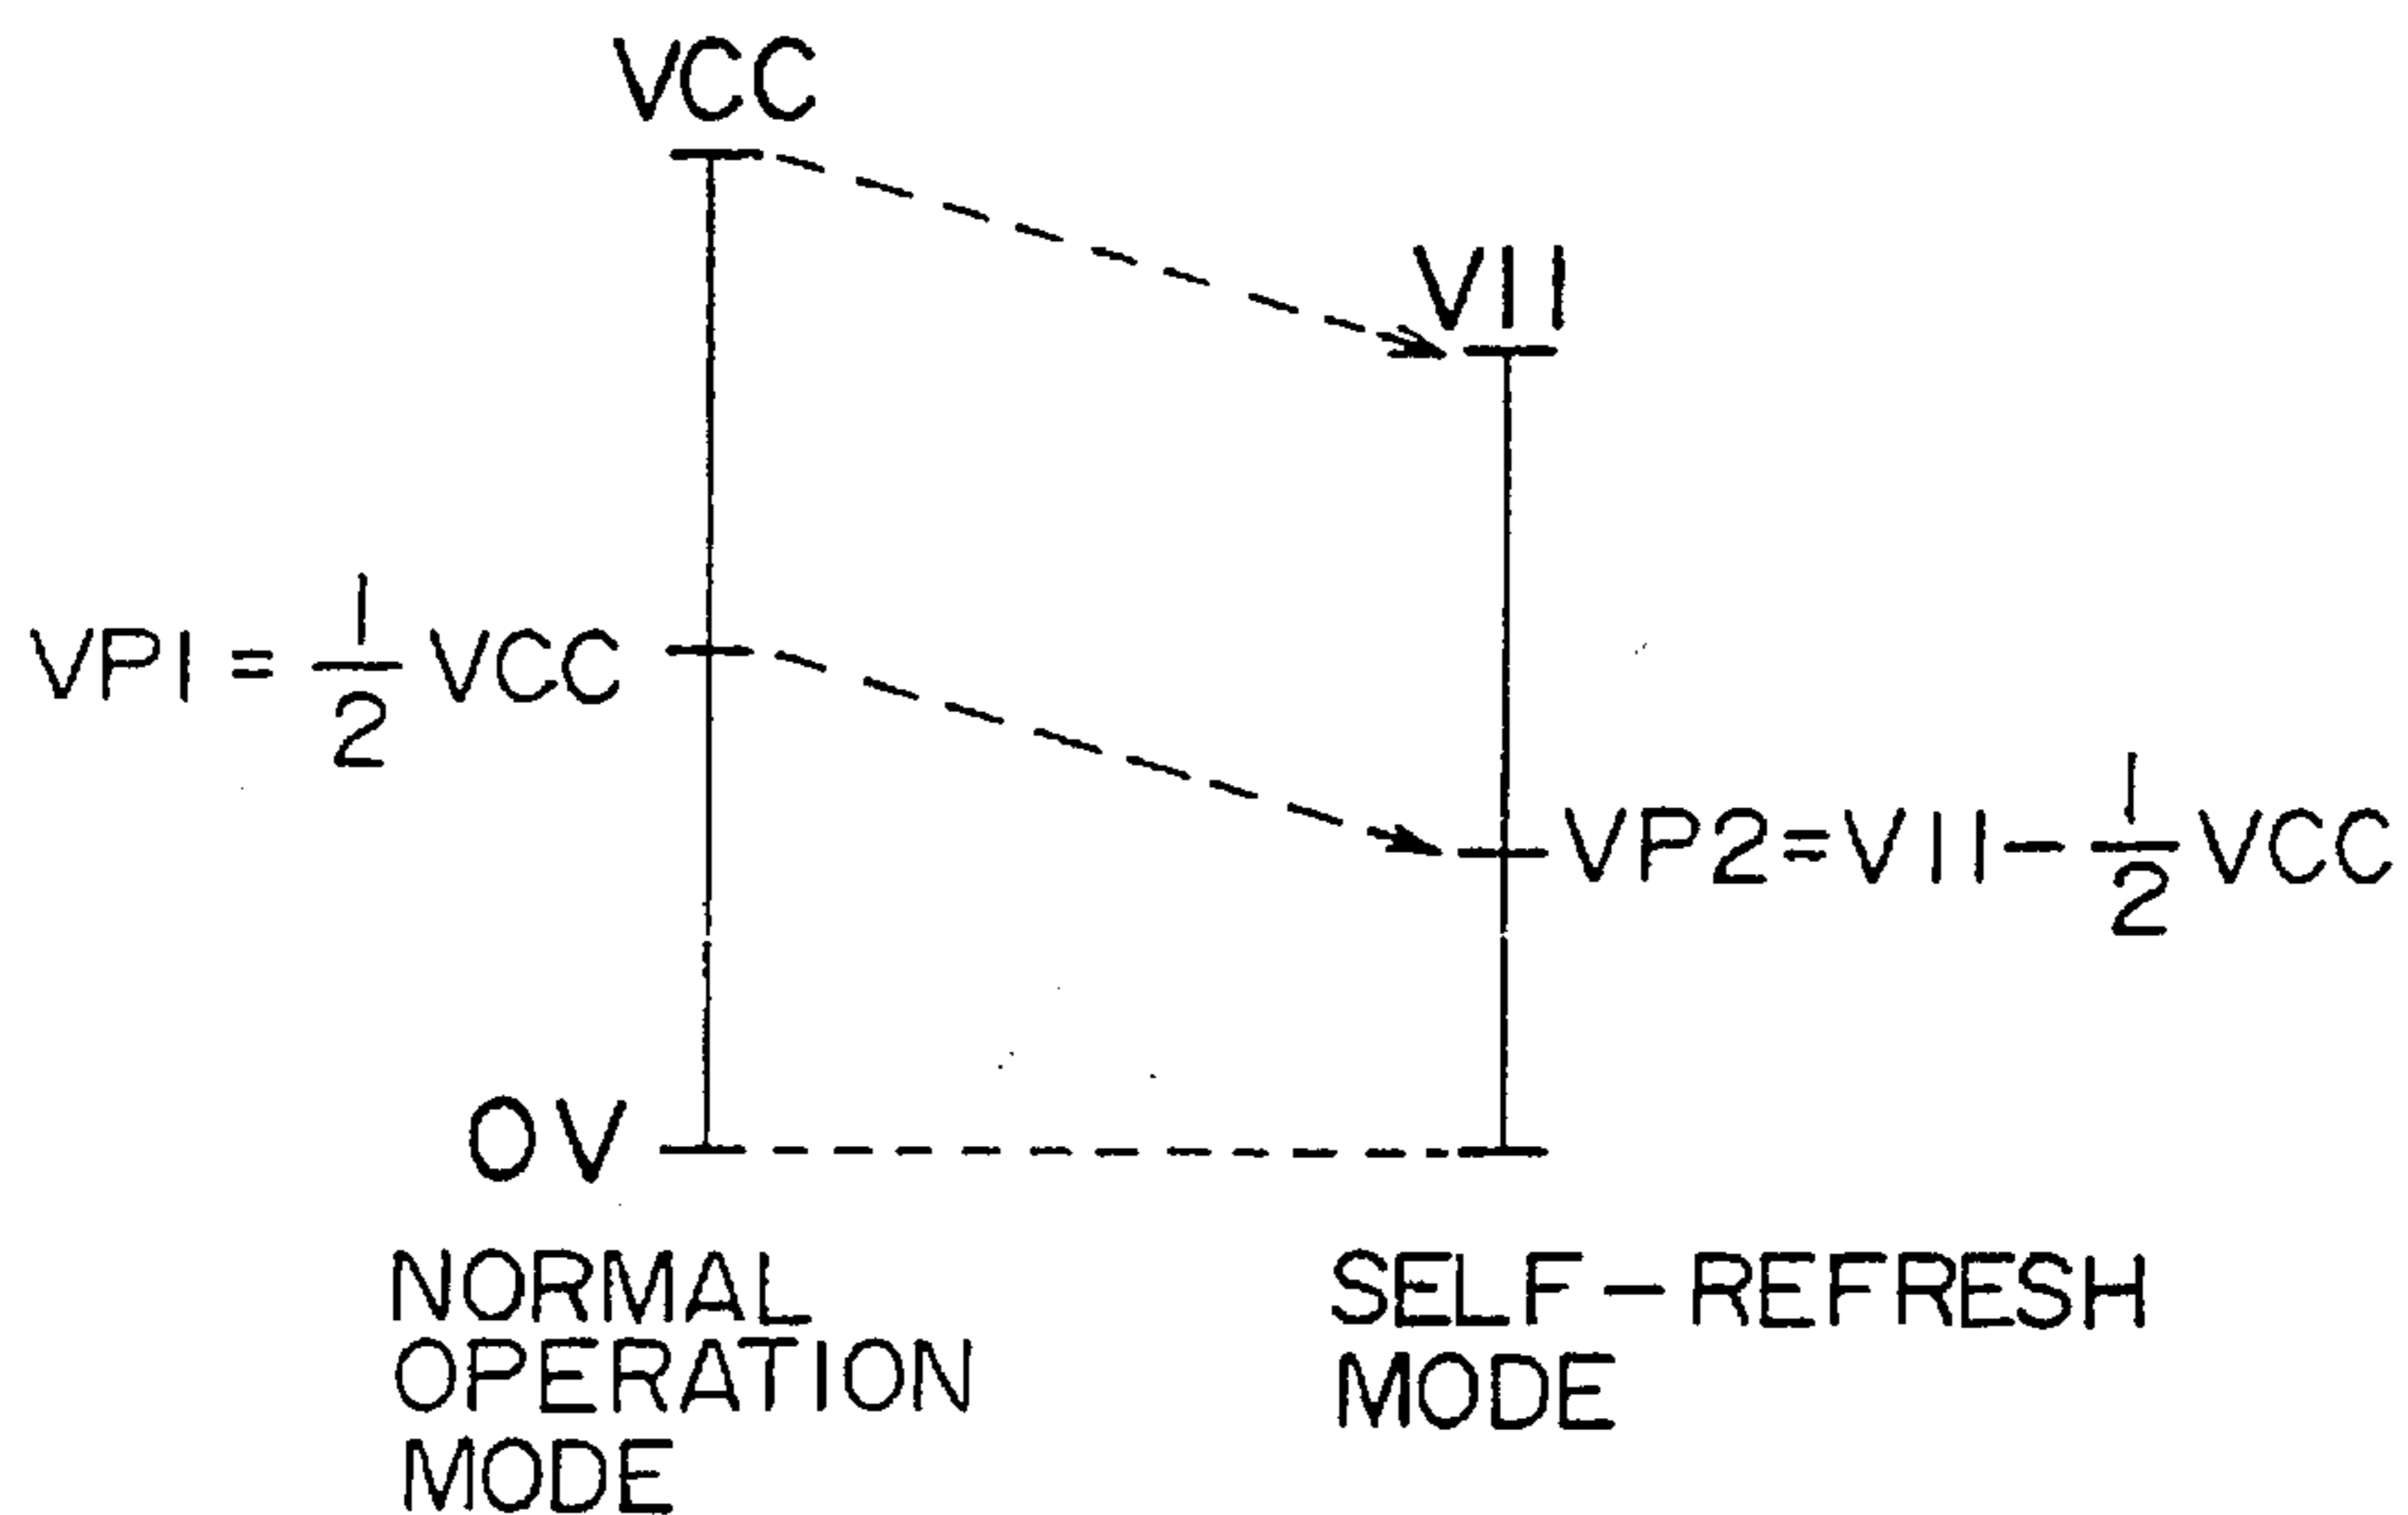 VCC
VII
VP1 = 1/2 VCC
VP2 = VII - 1/2 VCC
0V
NORMAL
OPERATION
MODE
SELF-REFRESH
MODE